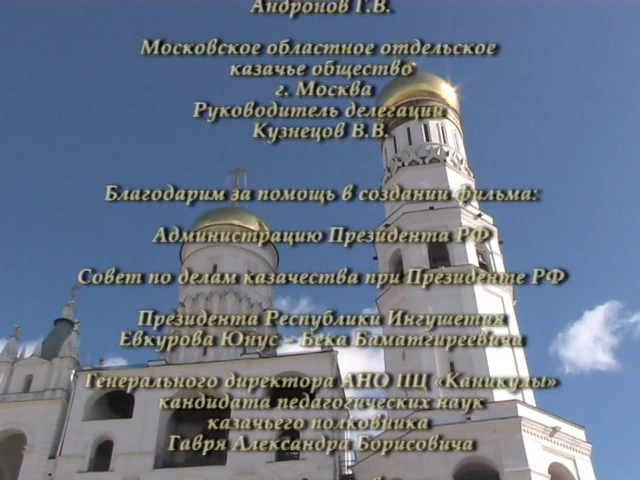 Андронов Г.В.
Московское областное отдельское
казачье общество
г. Москва
Руководитель делегации
Кузнецов В.В.
Благодарим за помощь в создании фильма:
Администрацию Президента РФ
Совет по делам казачества при Президенте РФ
Президента Республики Ингушетия
Евкурова Юнус – Бека Баматгиреевича
Генерального директора АНО ПЦ «Каникулы»
кандидата педагогических наук
казачьего полковника
Гавря Александра Борисовича